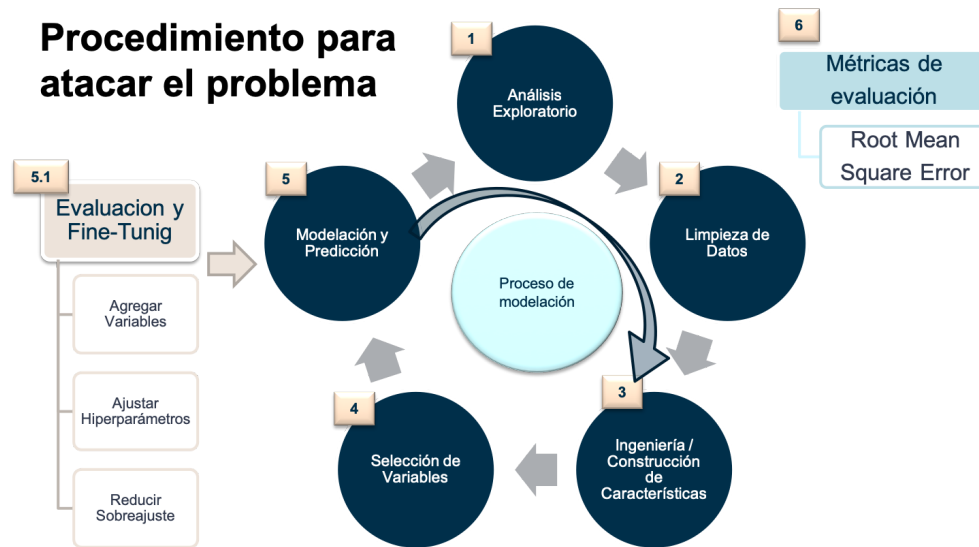 Procedimiento para
atacar el problema
1
Análisis
Exploratorio
2
Limpieza de
Datos
3
Ingeniería /
Construcción
de
Características
4
Selección de
Variables
5
Modelación y
Predicción
Proceso de
modelación
5.1
Evaluacion y
Fine-Tunig
Agregar
Variables
Ajustar
Hiperparámetros
Reducir
Sobreajuste
6
Métricas de
evaluación
Root Mean
Square Error